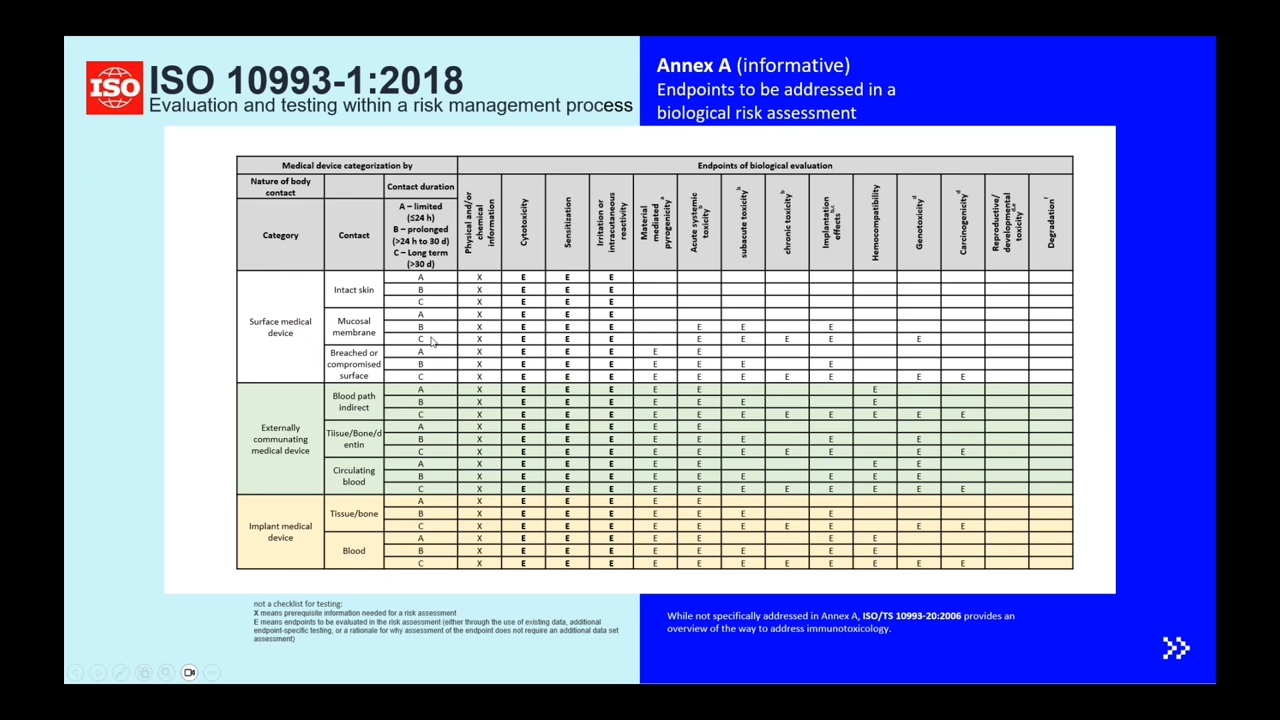 ISO
ISO 10993-1:2018
Evaluation and testing within a risk management process
Annex A (informative)
Endpoints to be addressed in a
biological risk assessment
Medical device categorization by Endpoints of biological evaluation
Nature of body
contact
Contact duration
Category Contact
A – limited
(≤24 h)
B – prolonged
(>24 h to 30 d)
C – Long term
(>30 d)
Physical and/or
chemical
information
Cytotoxicity
Sensitization
Irritation or
intracutaneous
reactivity
Material
mediated
pyrogenicity a
Acute systemic
toxicity b
subacute toxicity b
chronic toxicity b
Implantation
effects b,c
Hemocompatibility
Genotoxicity d
Carcinogenicity d
Reproductive/
developmental
toxicity d,e
Degradation f
Surface medical
device
Intact skin
A X E E E
B X E E E
C X E E E
Mucosal
membrane
A X E E E
B X E E E E E E
C X E E E E E E E E
Breached or
compromised
surface
A X E E E E E
B X E E E E E E E
C X E E E E E E E E E E
Externally
communating
medical device
Blood path
indirect
A X E E E E E E
B X E E E E E E E
C X E E E E E E E E E E E
Tiisue/Bone/d
entin
A X E E E E E
B X E E E E E E E E
C X E E E E E E E E E E
Circulating
blood
A X E E E E E E E
B X E E E E E E E E E
C X E E E E E E E E E E E
Implant medical
device
Tissue/bone
A X E E E E E
B X E E E E E E E
C X E E E E E E E E E E
Blood
A X E E E E E E E
B X E E E E E E E E
C X E E E E E E E E E E E
not a checklist for testing:
X means prerequisite information needed for a risk assessment
E means endpoints to be evaluated in the risk assessment (either through the use of existing data, additional
endpoint-specific testing, or a rationale for why assessment of the endpoint does not require an additional data set
assessment)
While not specifically addressed in Annex A, ISO/TS 10993-20:2006 provides an
overview of the way to address immunotoxicology.